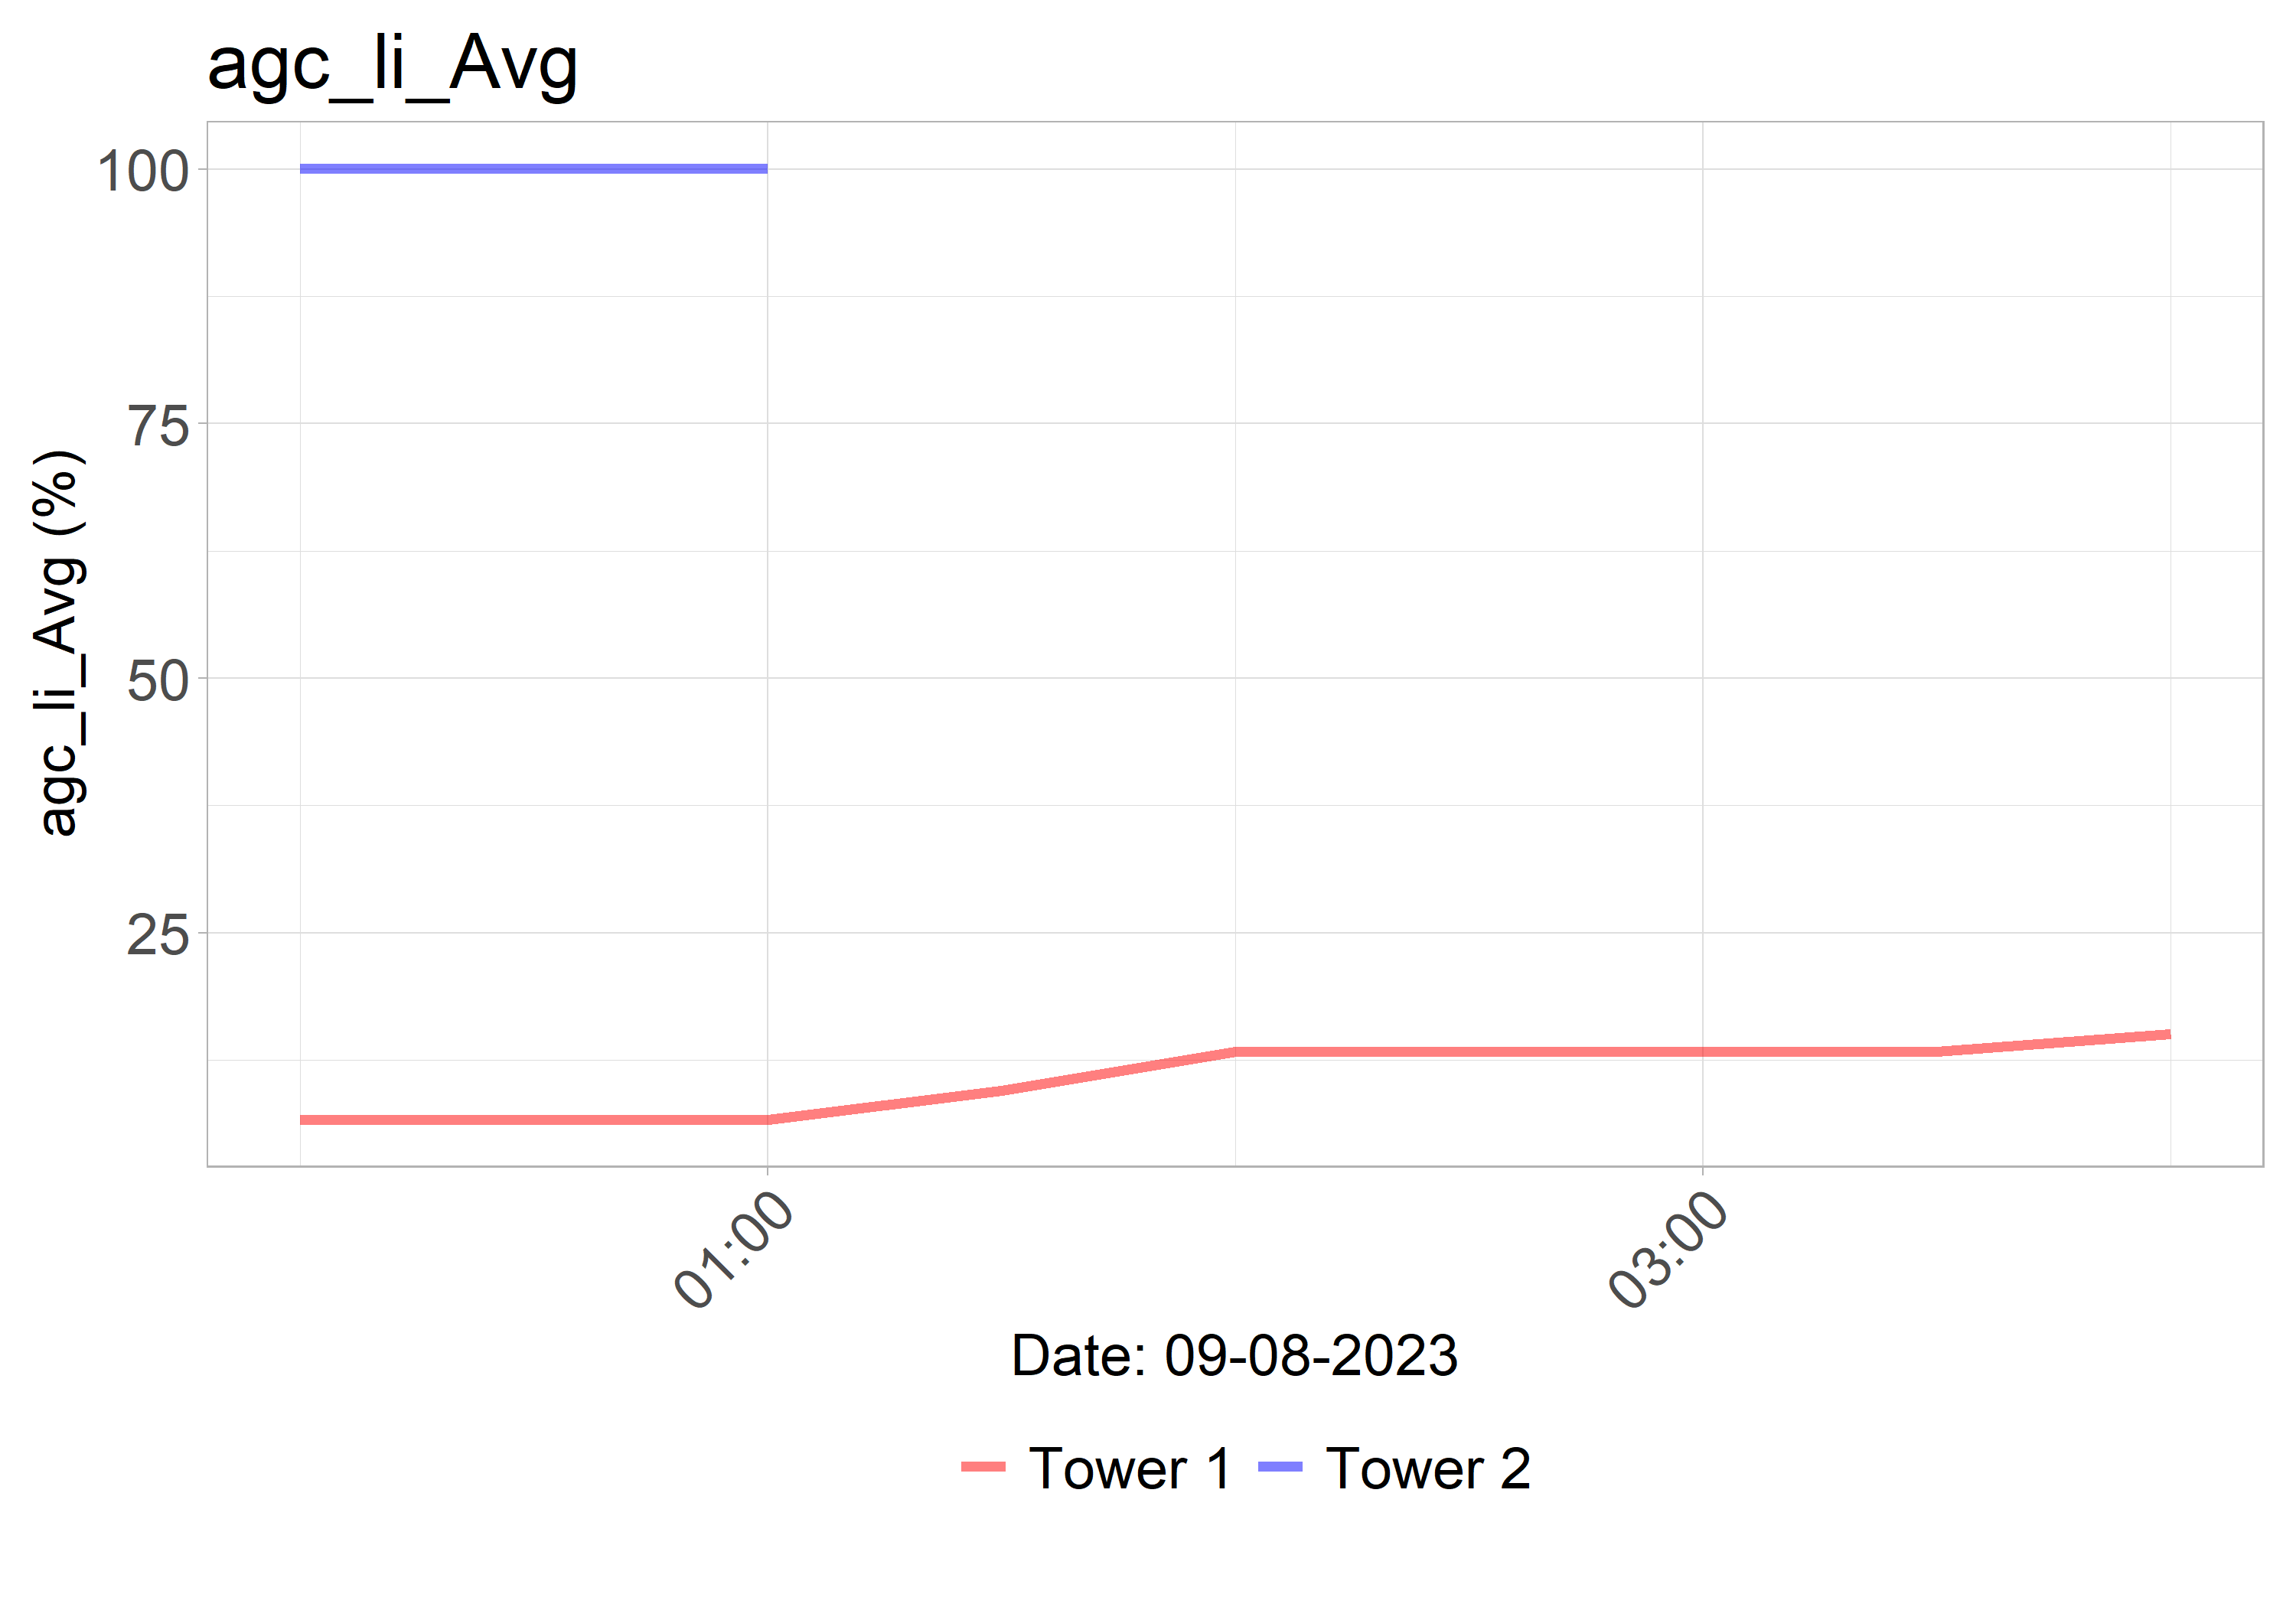 agc_li_Avg
agc_li_Avg (%)
100
75
50
25
01:00
03:00
Date: 09-08-2023
Tower 1
Tower 2